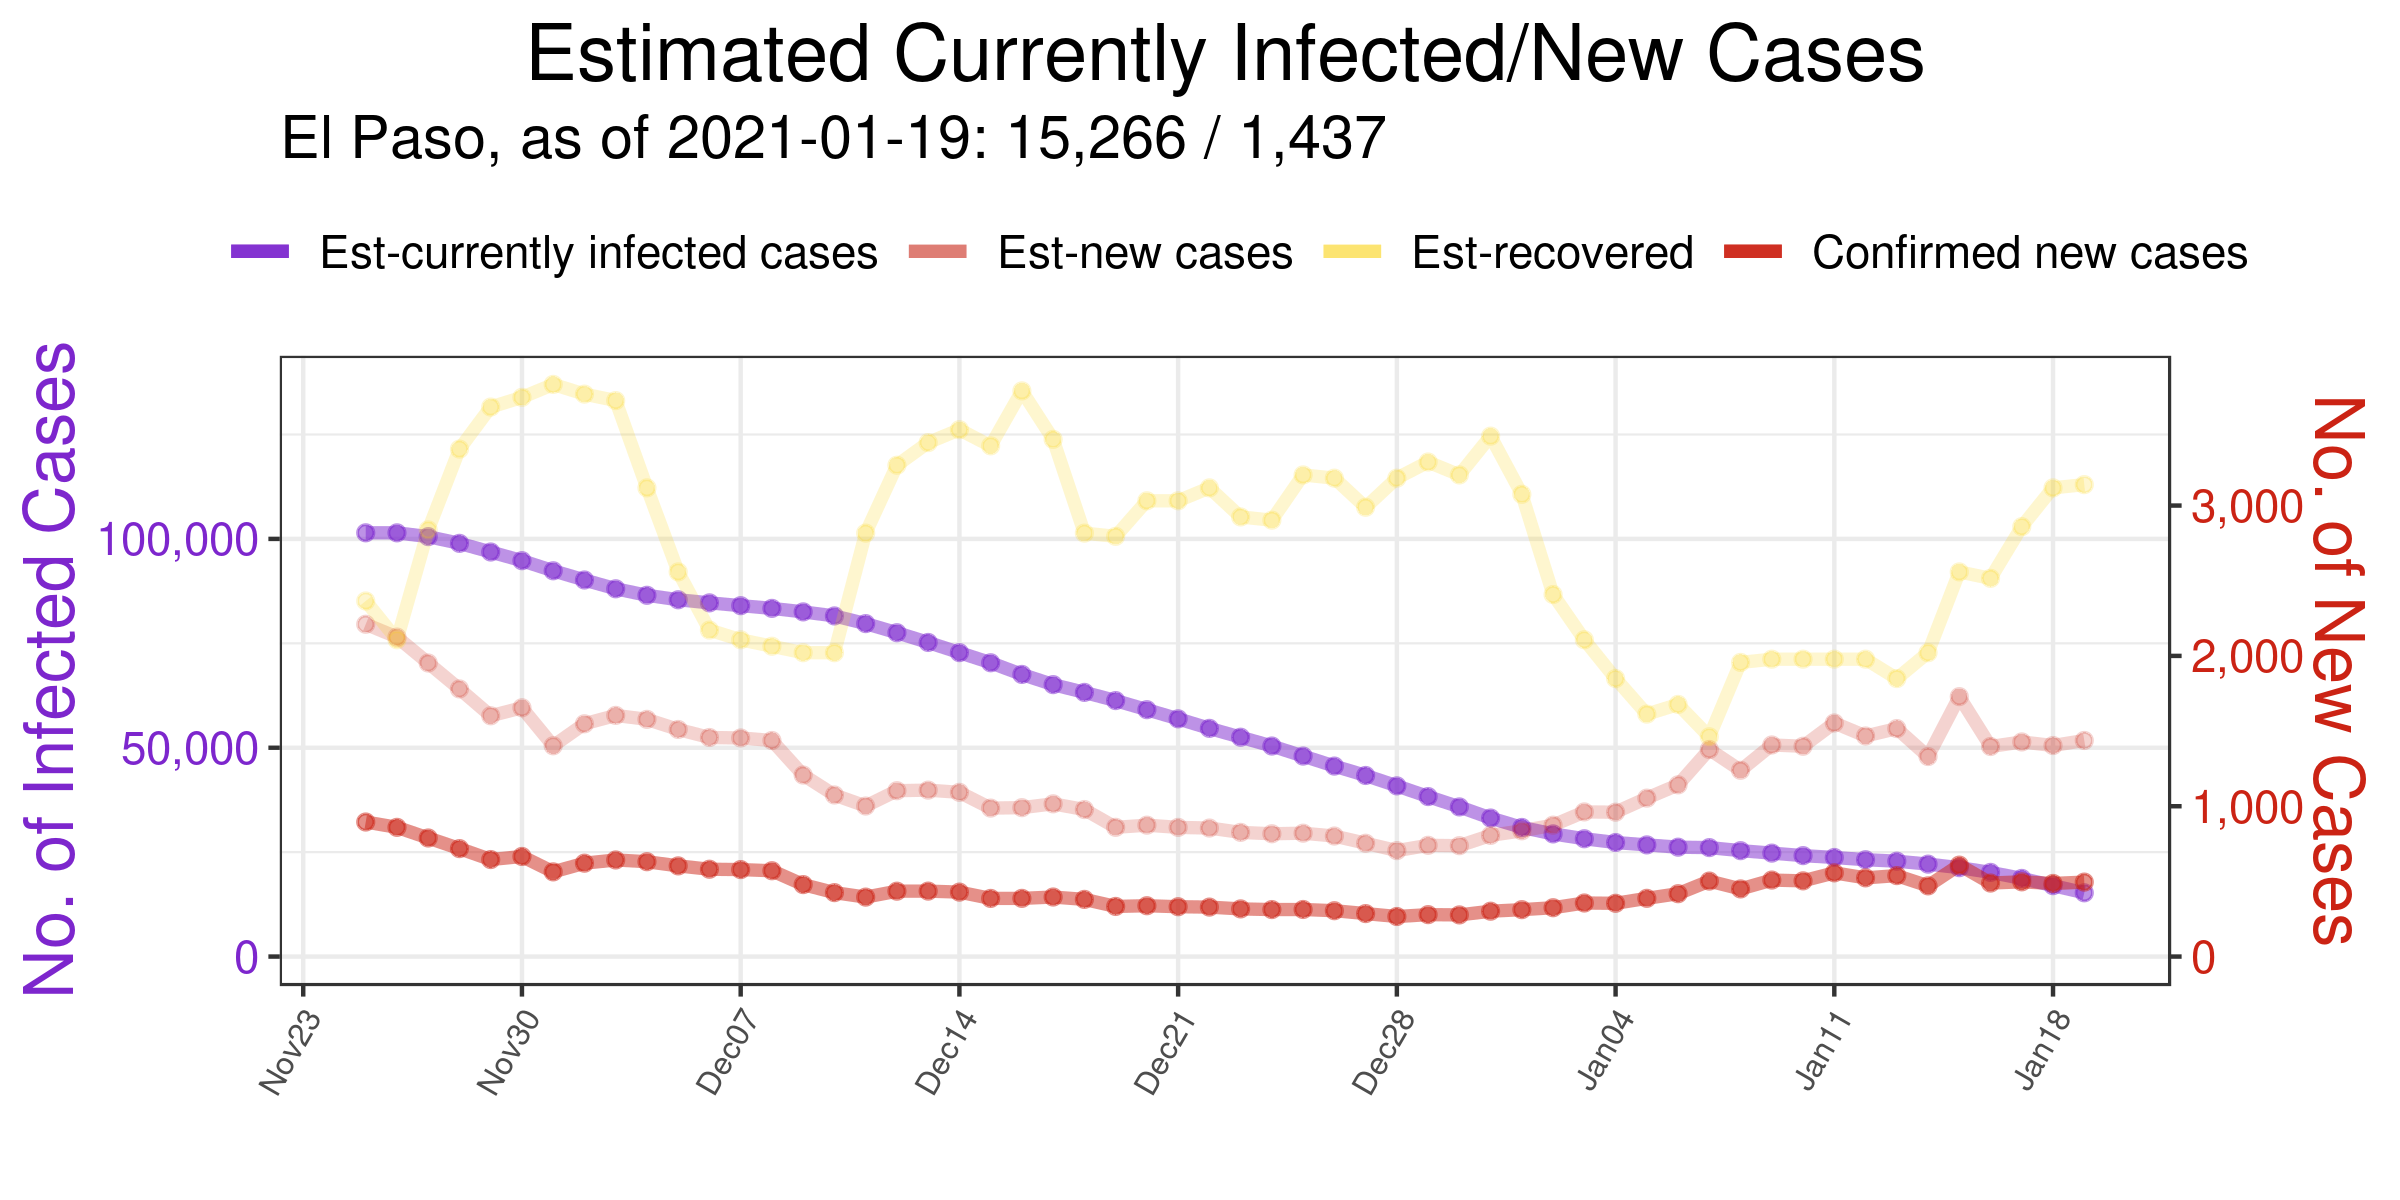 Estimated Currently Infected/New Cases
El Paso, as of 2021-01-19: 15,266 / 1,437
Est-currently infected cases
Est-new cases
Est-recovered
Confirmed new cases
No. of Infected Cases
100,000
50,000
0
No. of New Cases
3,000
2,000
1,000
0
Nov23
Nov30
Dec07
Dec14
Dec21
Dec28
Jan04
Jan11
Jan18